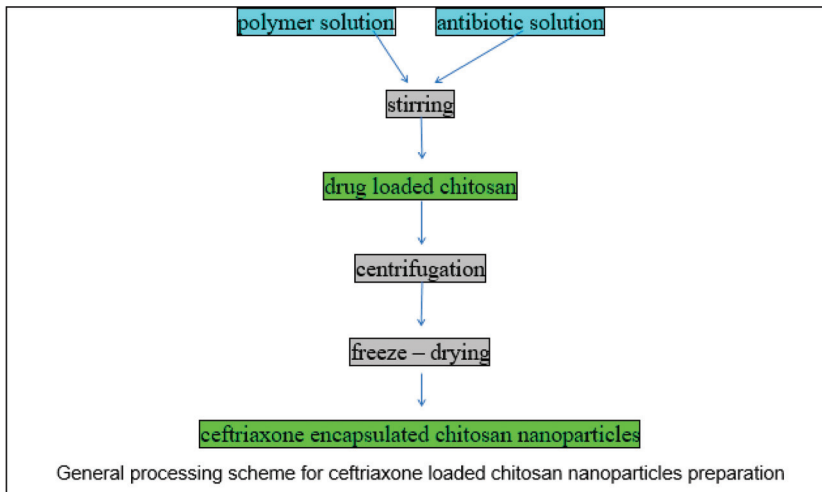 polymer solution
antibiotic solution
stirring
drug loaded chitosan
centrifugation
freeze – drying
ceftriaxone encapsulated chitosan nanoparticles
General processing scheme for ceftriaxone loaded chitosan nanoparticles preparation